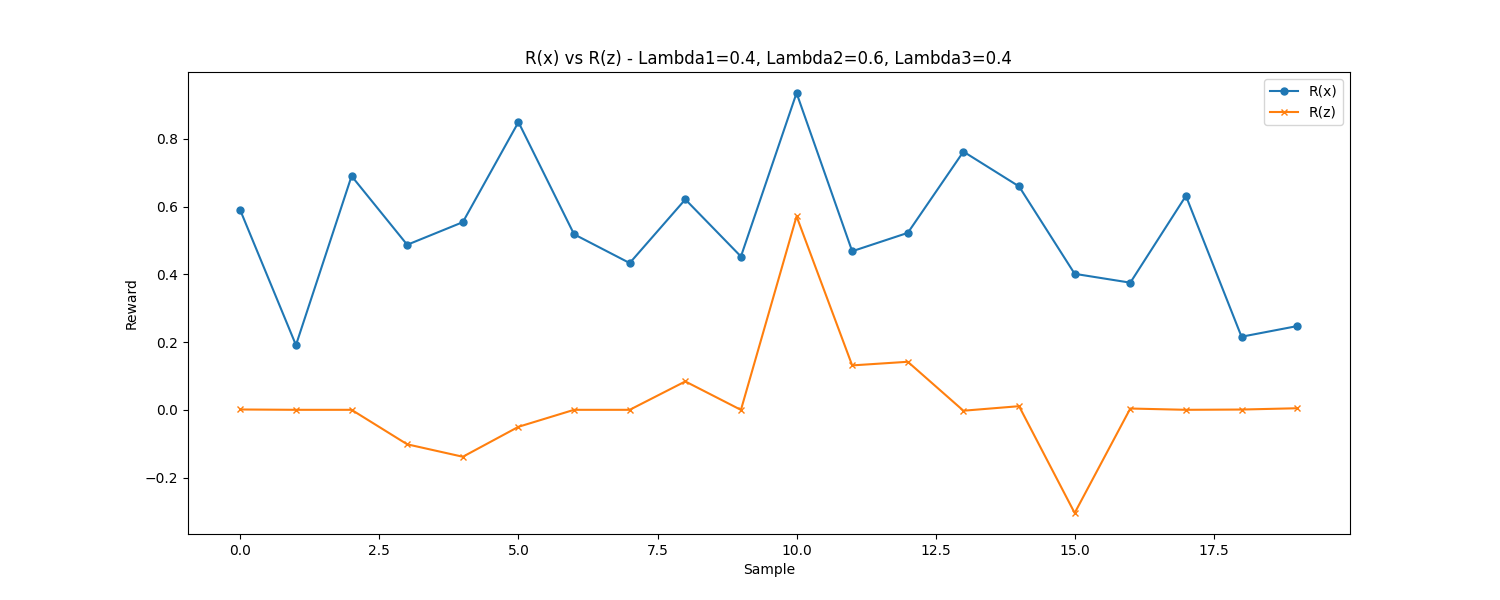 R(x) vs R(z) - Lambda1=0.4, Lambda2=0.6, Lambda3=0.4
R(x)
R(z)
Reward
0.8
0.6
0.4
0.2
0.0
−0.2
0.0 2.5 5.0 7.5 10.0 12.5 15.0 17.5
Sample